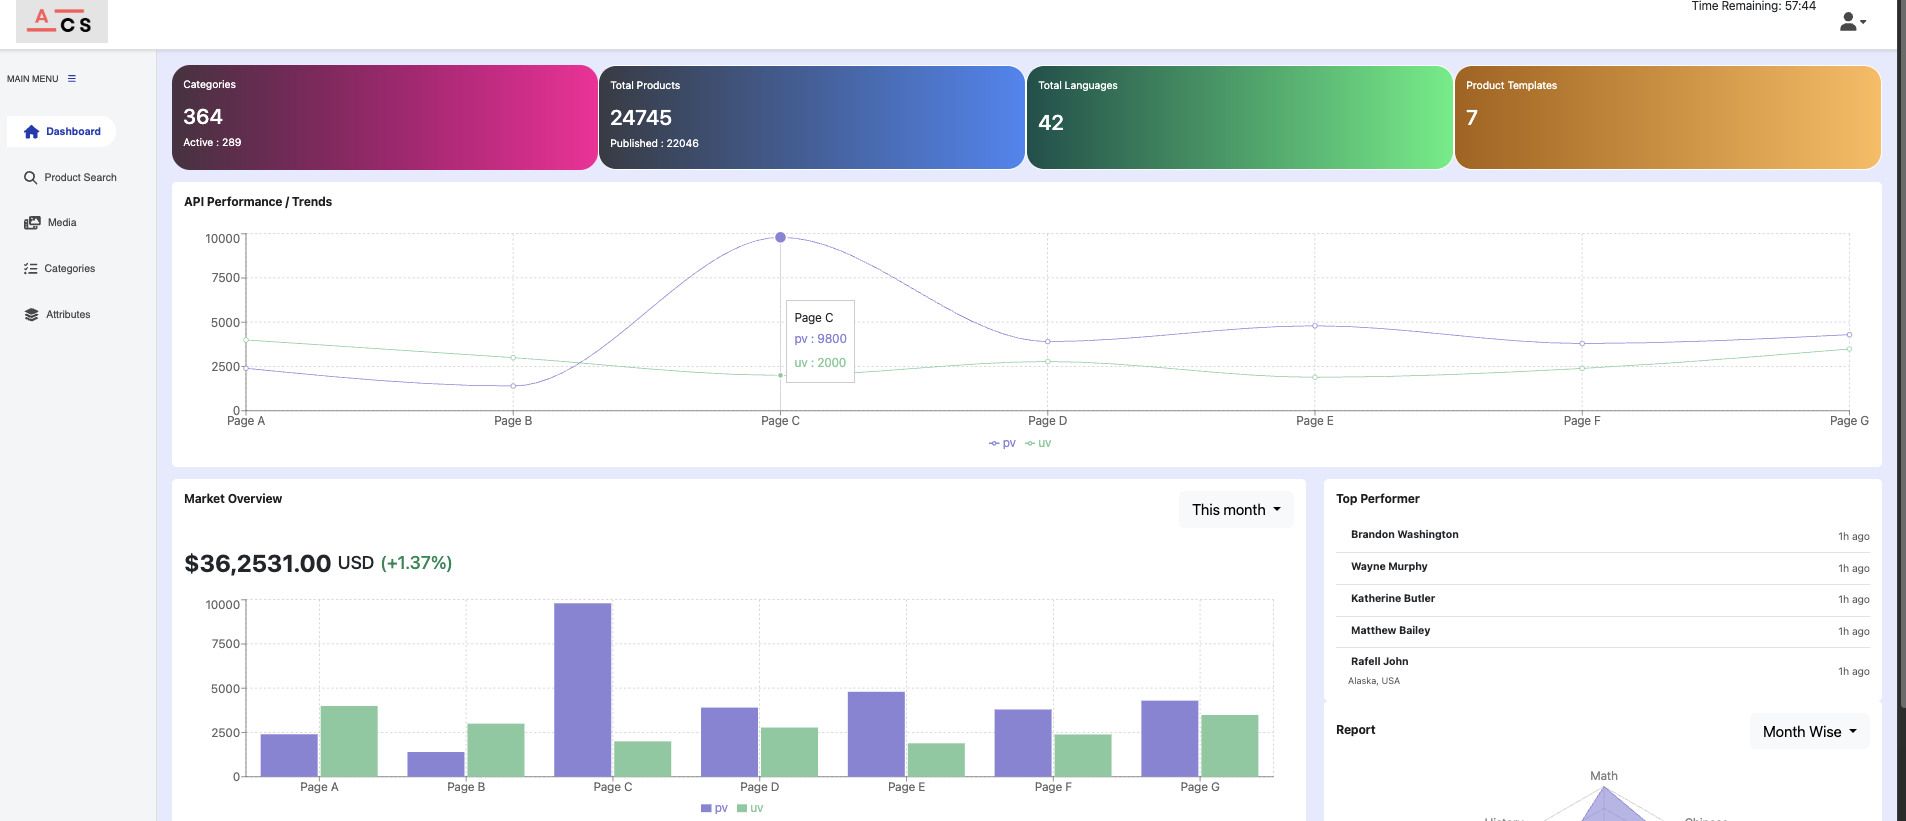 A CS
Time Remaining: 57:44
MAIN MENU
Dashboard
Product Search
Media
Categories
Attributes
Categories
364
Active : 289
Total Products
24745
Published : 22046
Total Languages
42
Product Templates
7
API Performance / Trends
10000
7500
5000
2500
0
Page A
Page B
Page C
Page D
Page E
Page F
Page G
Page C
pv : 9800
uv : 2000
pv
uv
Market Overview
This month
$36,2531.00 USD (+1.37%)
10000
7500
5000
2500
0
Page A
Page B
Page C
Page D
Page E
Page F
Page G
pv
uv
Top Performer
Brandon Washington
1h ago
Wayne Murphy
1h ago
Katherine Butler
1h ago
Matthew Bailey
1h ago
Rafell John
Alaska, USA
1h ago
Report
Month Wise
Math